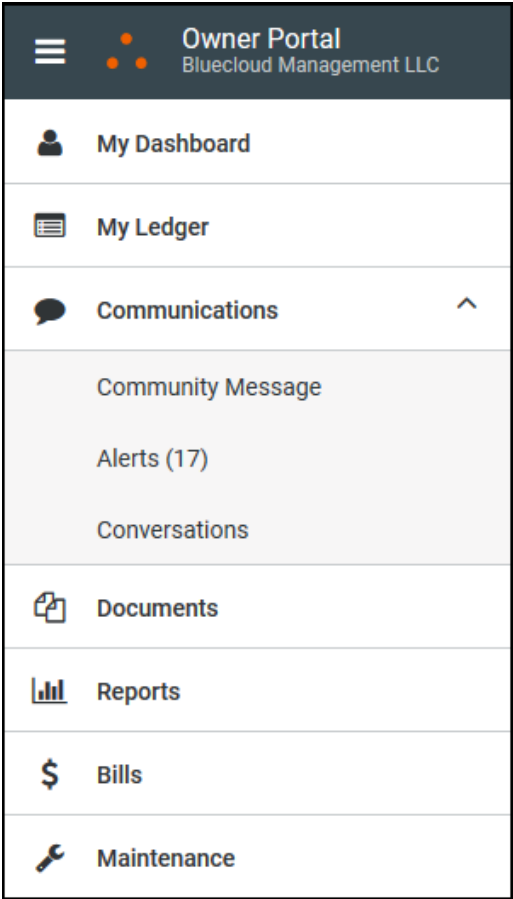 Owner Portal
Bluecloud Management LLC
My Dashboard
My Ledger
Communications
Community Message
Alerts (17)
Conversations
Documents
Reports
$ Bills
Maintenance